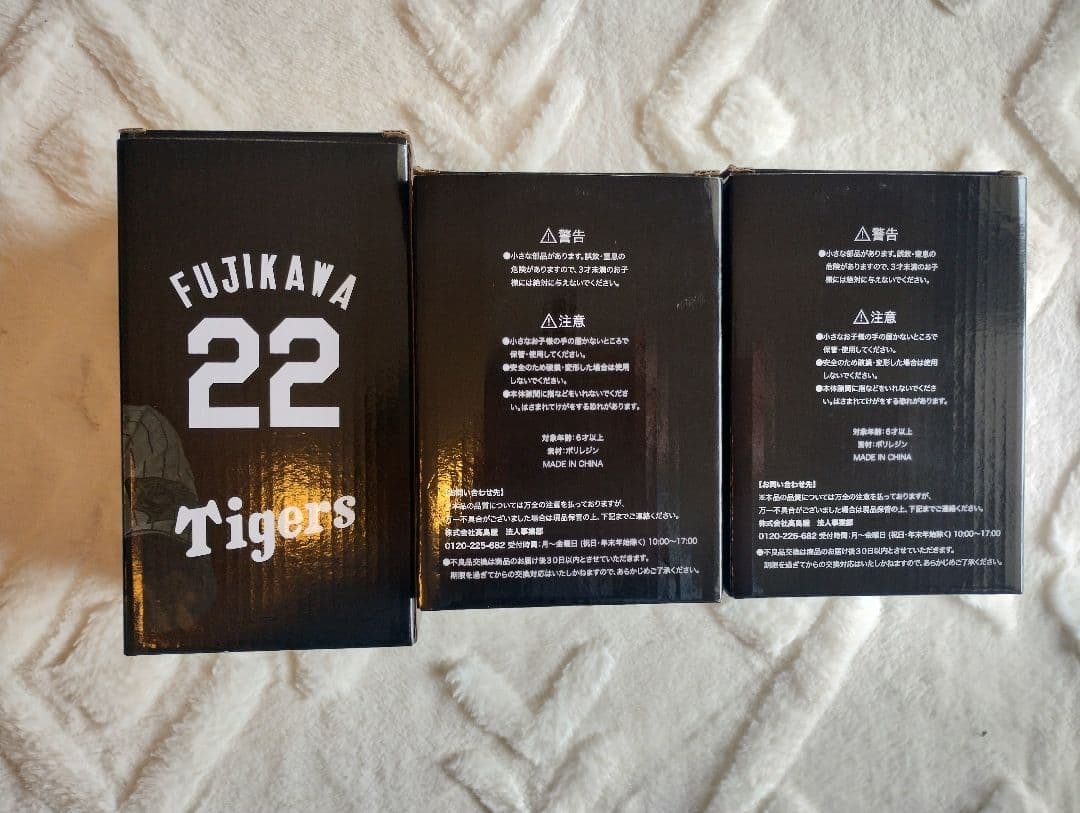 FUJIKAWA
22
Tigers
⚠警告
●小さな部品があります。誤飲・窒息の
危険がありますので、3才未満のお子
様には絶対に与えないでください。
⚠注意
●小さなお子様の手の届かないところで
保管・使用してください。
●安全のため破損・変形した場合は使用
しないでください。
●本体隙間に指などをいれないでくださ
い。はさまれてけがをする恐れがあります。
対象年齢:6才以上
素材:ポリレジン
MADE IN CHINA
【お問い合わせ先】
※本品の品質については万全の注意を払っておりますが、
万一不具合がございました場合は現品保管の上、下記までご連絡ください。
株式会社髙島屋 法人事業部
0120-225-682 受付時間:月〜金曜日 (祝日・年末年始除く) 10:00〜17:00
●不良品交換は商品のお届け後30日以内とさせていただきます。
期限を過ぎてからの交換対応はいたしかねますので、あらかじめご了承ください。
⚠警告
●小さな部品があります。誤飲・窒息の
危険がありますので、3才未満のお子
様には絶対に与えないでください。
⚠注意
●小さなお子様の手の届かないところで
保管・使用してください。
●安全のため破損・変形した場合は使用
しないでください。
●本体隙間に指などをいれないでくださ
い。はさまれてけがをする恐れがあります。
対象年齢:6才以上
素材:ポリレジン
MADE IN CHINA
【お問い合わせ先】
※本品の品質については万全の注意を払っておりますが、
万一不具合がございました場合は現品保管の上、下記までご連絡ください。
株式会社髙島屋 法人事業部
0120-225-682 受付時間:月〜金曜日 (祝日・年末年始除く) 10:00〜17:00
●不良品交換は商品のお届け後30日以内とさせていただきます。
期限を過ぎてからの交換対応はいたしかねますので、あらかじめご了承ください。